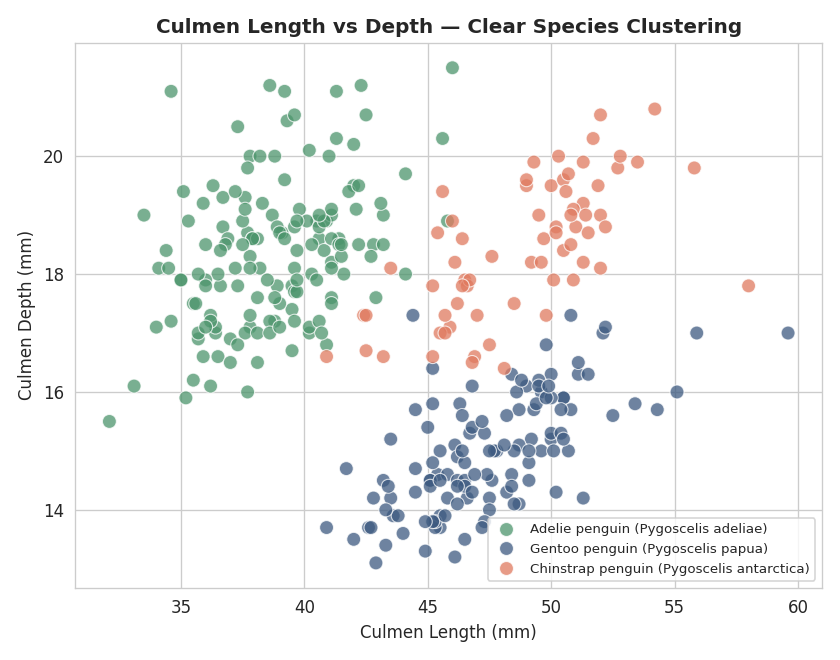 Culmen Length vs Depth — Clear Species Clustering
Culmen Depth (mm)
20
18
16
14
35 40 45 50 55 60
Culmen Length (mm)
Adelie penguin (Pygoscelis adeliae)
Gentoo penguin (Pygoscelis papua)
Chinstrap penguin (Pygoscelis antarctica)